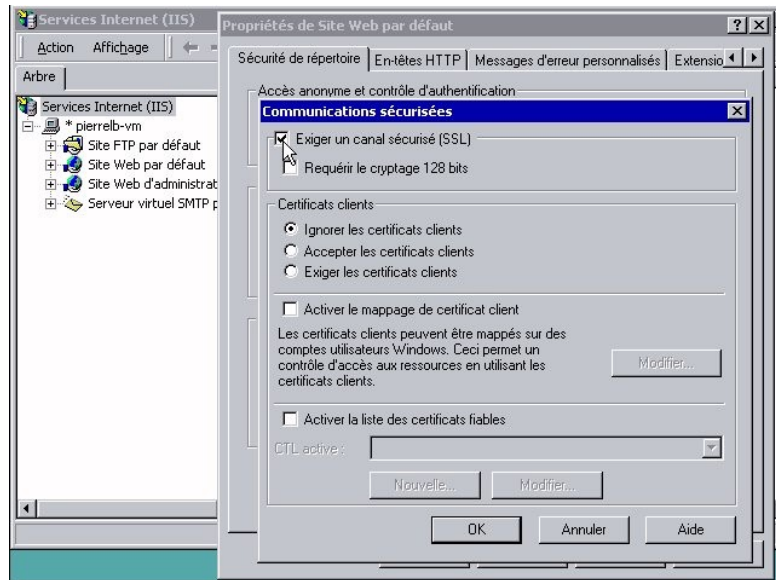 Services Internet (IIS)
Action Affichage
Arbre
Services Internet (IIS)
* pierrelb-vm
Site FTP par défaut
Site Web par défaut
Site Web d'administrat
Serveur virtuel SMTP p
Propriétés de Site Web par défaut
Sécurité de répertoire
En-têtes HTTP
Messages d'erreur personnalisés
Extensio
Accès anonyme et contrôle d'authentification
Communications sécurisées
Exiger un canal sécurisé (SSL)
Requérir le cryptage 128 bits
Certificats clients
Ignorer les certificats clients
Accepter les certificats clients
Exiger les certificats clients
Activer le mappage de certificat client
Les certificats clients peuvent être mappés sur des
comptes utilisateurs Windows. Ceci permet un
contrôle d'accès aux ressources en utilisant les
certificats clients.
Modifier...
Activer la liste des certificats fiables
CTL active :
Nouvelle...
Modifier...
OK
Annuler
Aide